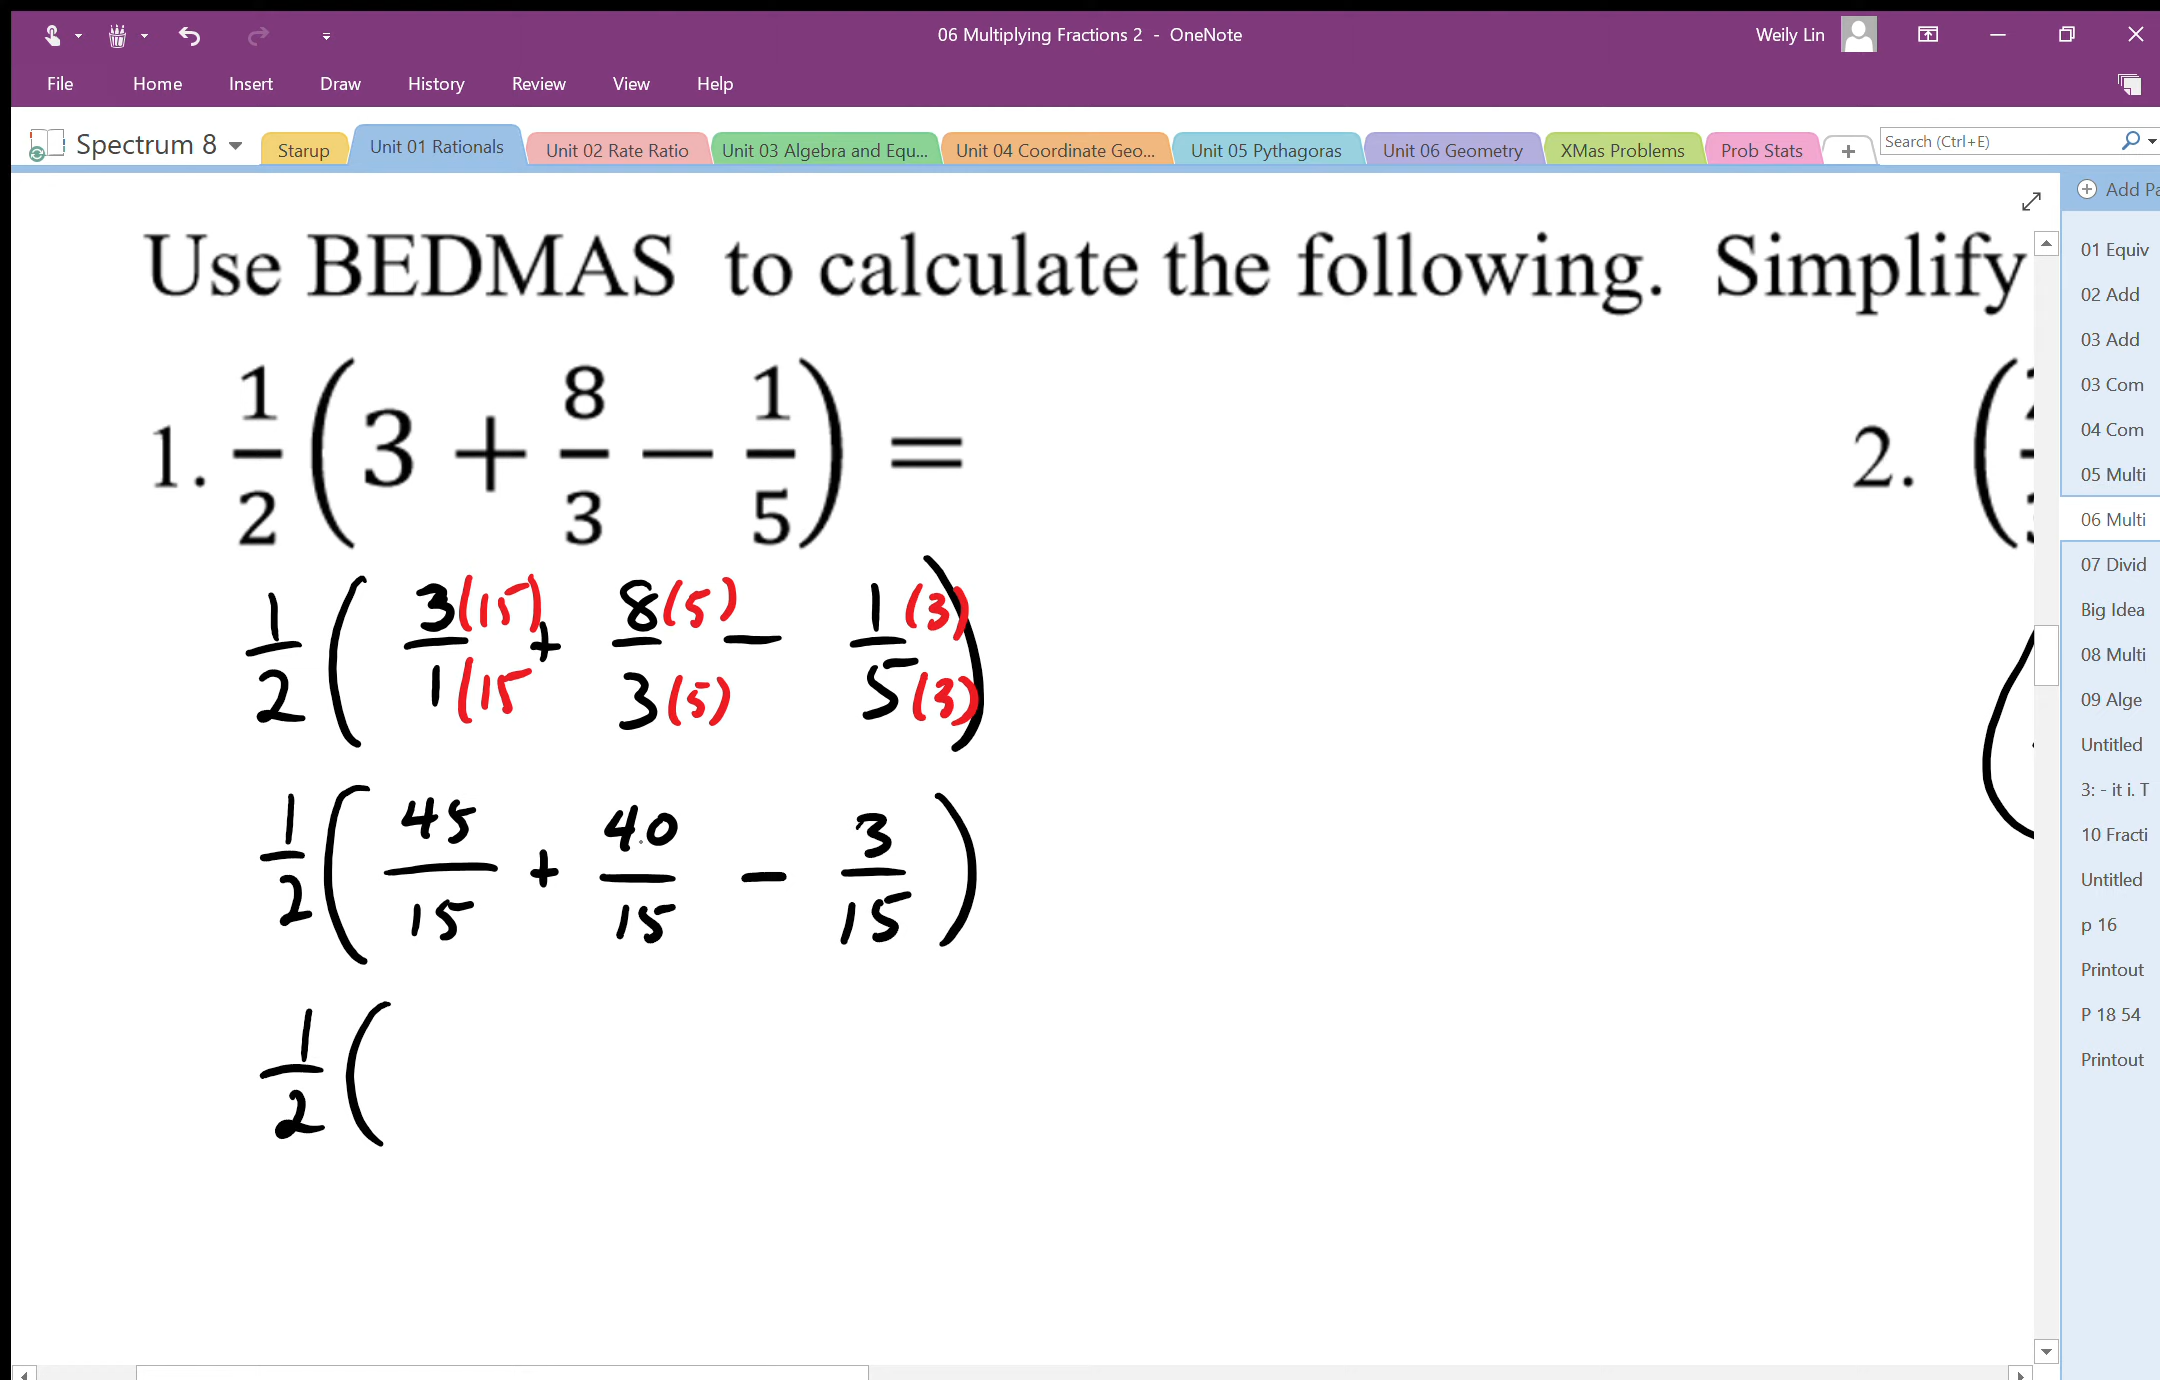 06 Multiplying Fractions 2 - OneNote
Weily Lin
File Home Insert Draw History Review View Help
Spectrum 8
Starup
Unit 01 Rationals
Unit 02 Rate Ratio
Unit 03 Algebra and Equ...
Unit 04 Coordinate Geo...
Unit 05 Pythagoras
Unit 06 Geometry
XMas Problems
Prob Stats
+
Search (Ctrl+E)
Use BEDMAS to calculate the following. Simplify
1. 1/2 (3 + 8/3 − 1/5) =
2. (
1/2 ( 3(15)/1(15 + 8(5)/3(5) − 1(3)/5(3) )
1/2 ( 45/15 + 40/15 − 3/15 )
1/2 (
Add Pa
01 Equiv
02 Add
03 Add
03 Com
04 Com
05 Multi
06 Multi
07 Divid
Big Idea
08 Multi
09 Alge
Untitled
3: - it i. T
10 Fracti
Untitled
p 16
Printout
P 18 54
Printout